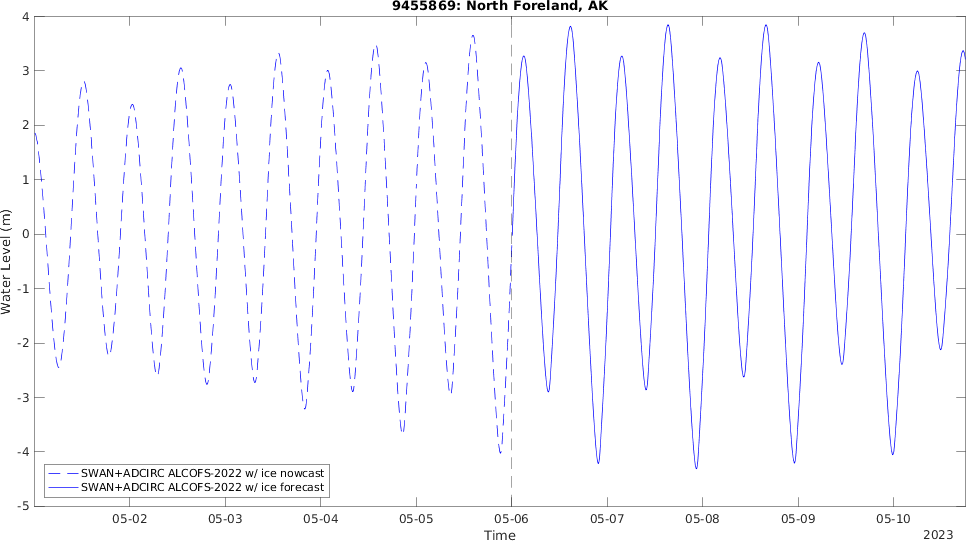 9455869: North Foreland, AK
4
3
2
1
0
-1
-2
-3
-4
-5
Water Level (m)
SWAN+ADCIRC ALCOFS-2022 w/ ice nowcast
SWAN+ADCIRC ALCOFS-2022 w/ ice forecast
05-02 05-03 05-04 05-05 05-06 05-07 05-08 05-09 05-10
Time
2023